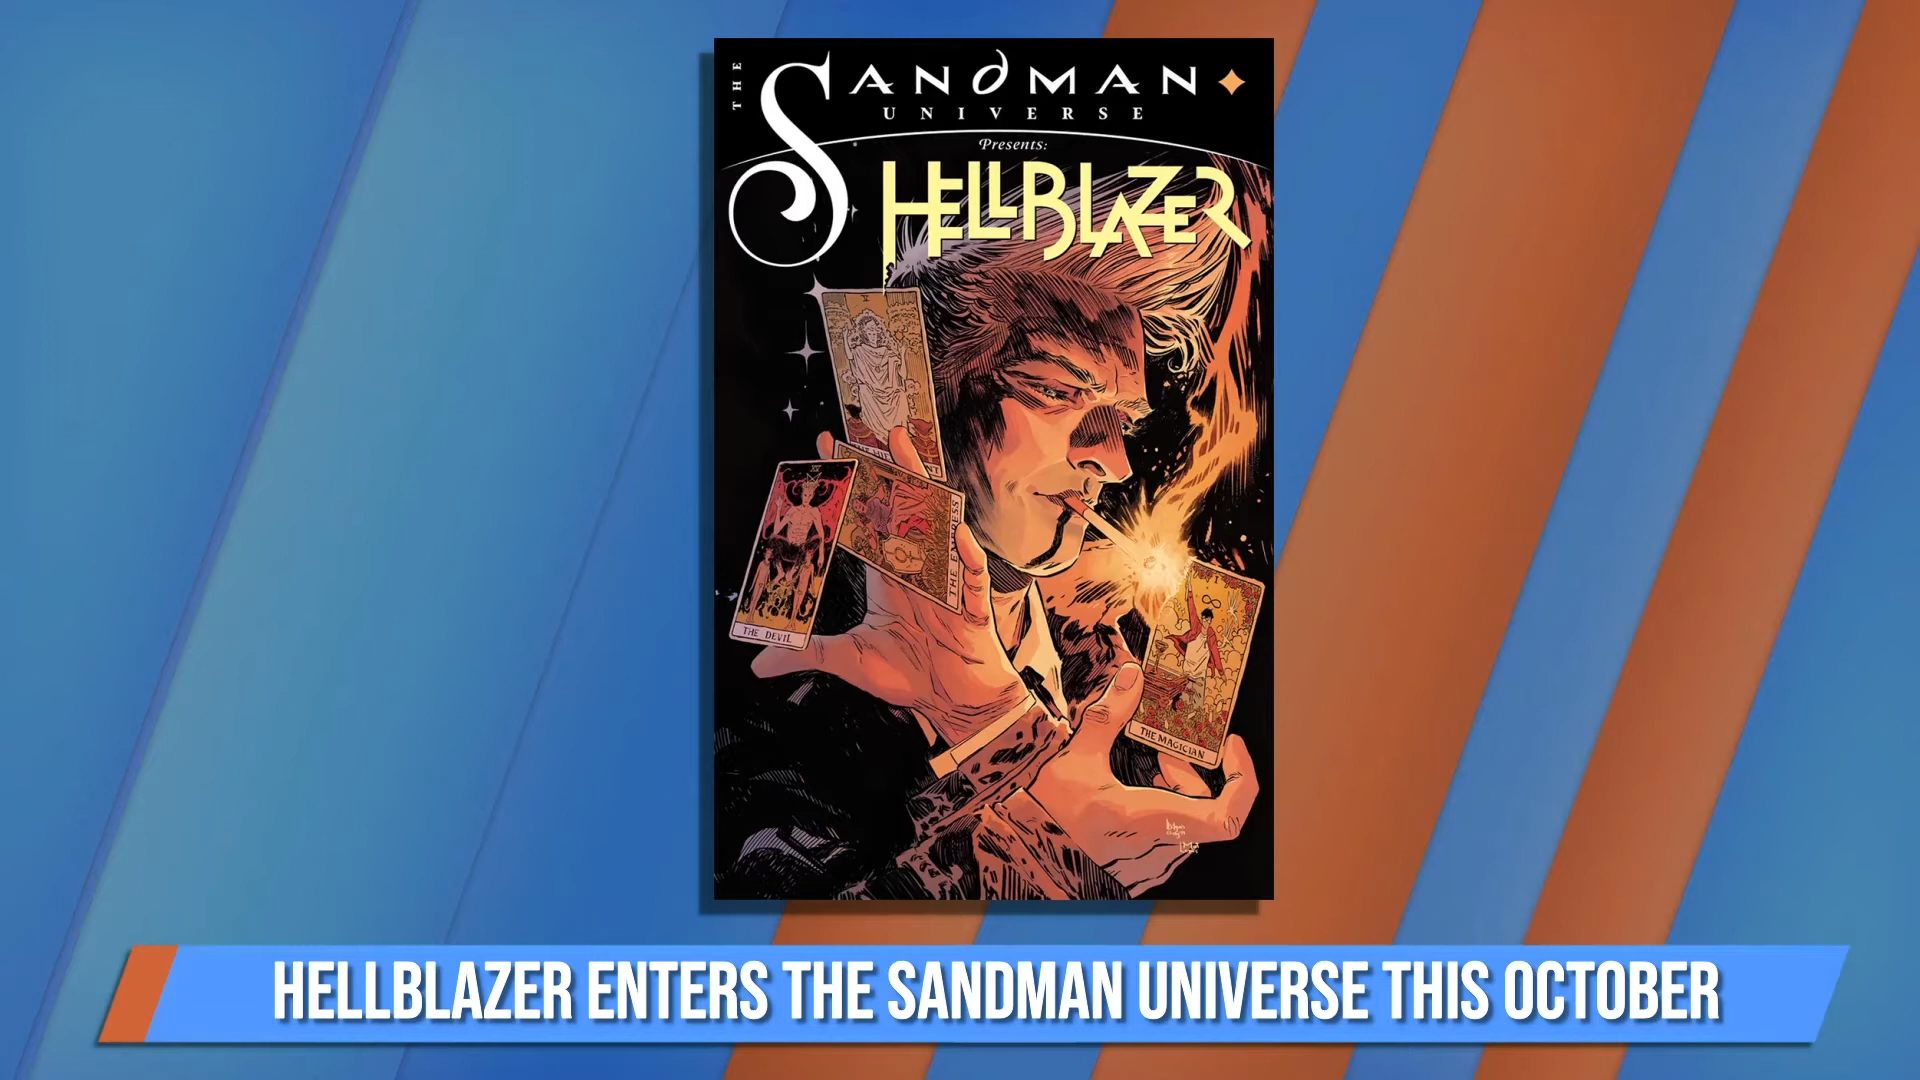 THE
SANDMAN
UNIVERSE
Presents:
HELLBLAZER
THE EMPRESS
THE DEVIL
I
THE MAGICIAN
HELLBLAZER ENTERS THE SANDMAN UNIVERSE THIS OCTOBER